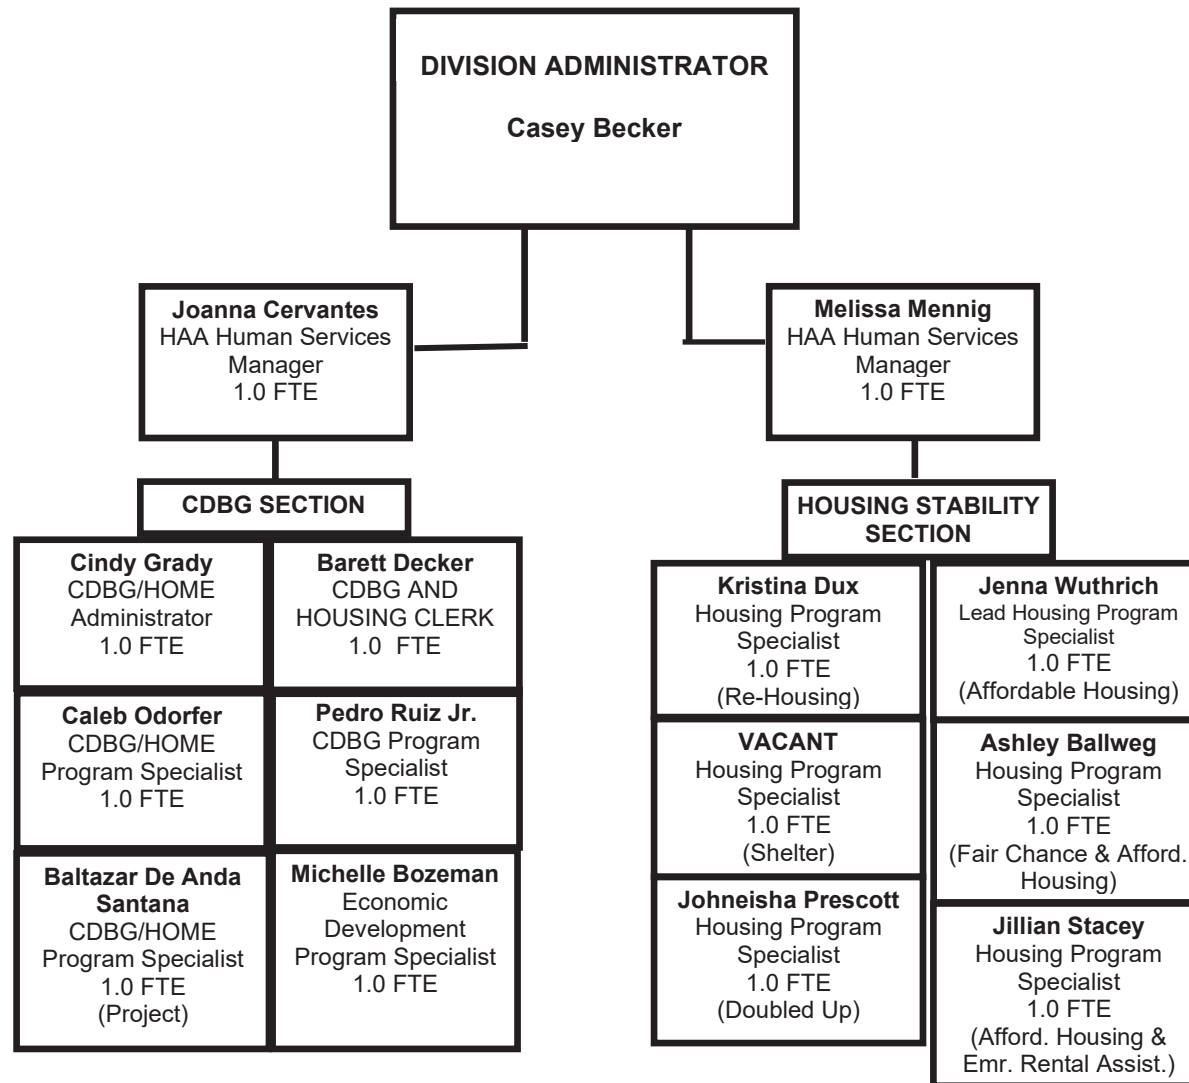 DIVISION ADMINISTRATOR
Casey Becker
Joanna Cervantes
HAA Human Services
Manager
1.0 FTE
Melissa Mennig
HAA Human Services
Manager
1.0 FTE
CDBG SECTION
Cindy Grady
CDBG/HOME
Administrator
1.0 FTE
Barett Decker
CDBG AND
HOUSING CLERK
1.0 FTE
Caleb Odorfer
CDBG/HOME
Program Specialist
1.0 FTE
Pedro Ruiz Jr.
CDBG Program
Specialist
1.0 FTE
Baltazar De Anda
Santana
CDBG/HOME
Program Specialist
1.0 FTE
(Project)
Michelle Bozeman
Economic
Development
Program Specialist
1.0 FTE
HOUSING STABILITY
SECTION
Kristina Dux
Housing Program
Specialist
1.0 FTE
(Re-Housing)
Jenna Wuthrich
Lead Housing Program
Specialist
1.0 FTE
(Affordable Housing)
VACANT
Housing Program
Specialist
1.0 FTE
(Shelter)
Ashley Ballweg
Housing Program
Specialist
1.0 FTE
(Fair Chance & Afford.
Housing)
Johneisha Prescott
Housing Program
Specialist
1.0 FTE
(Doubled Up)
Jillian Stacey
Housing Program
Specialist
1.0 FTE
(Afford. Housing &
Emr. Rental Assist.)